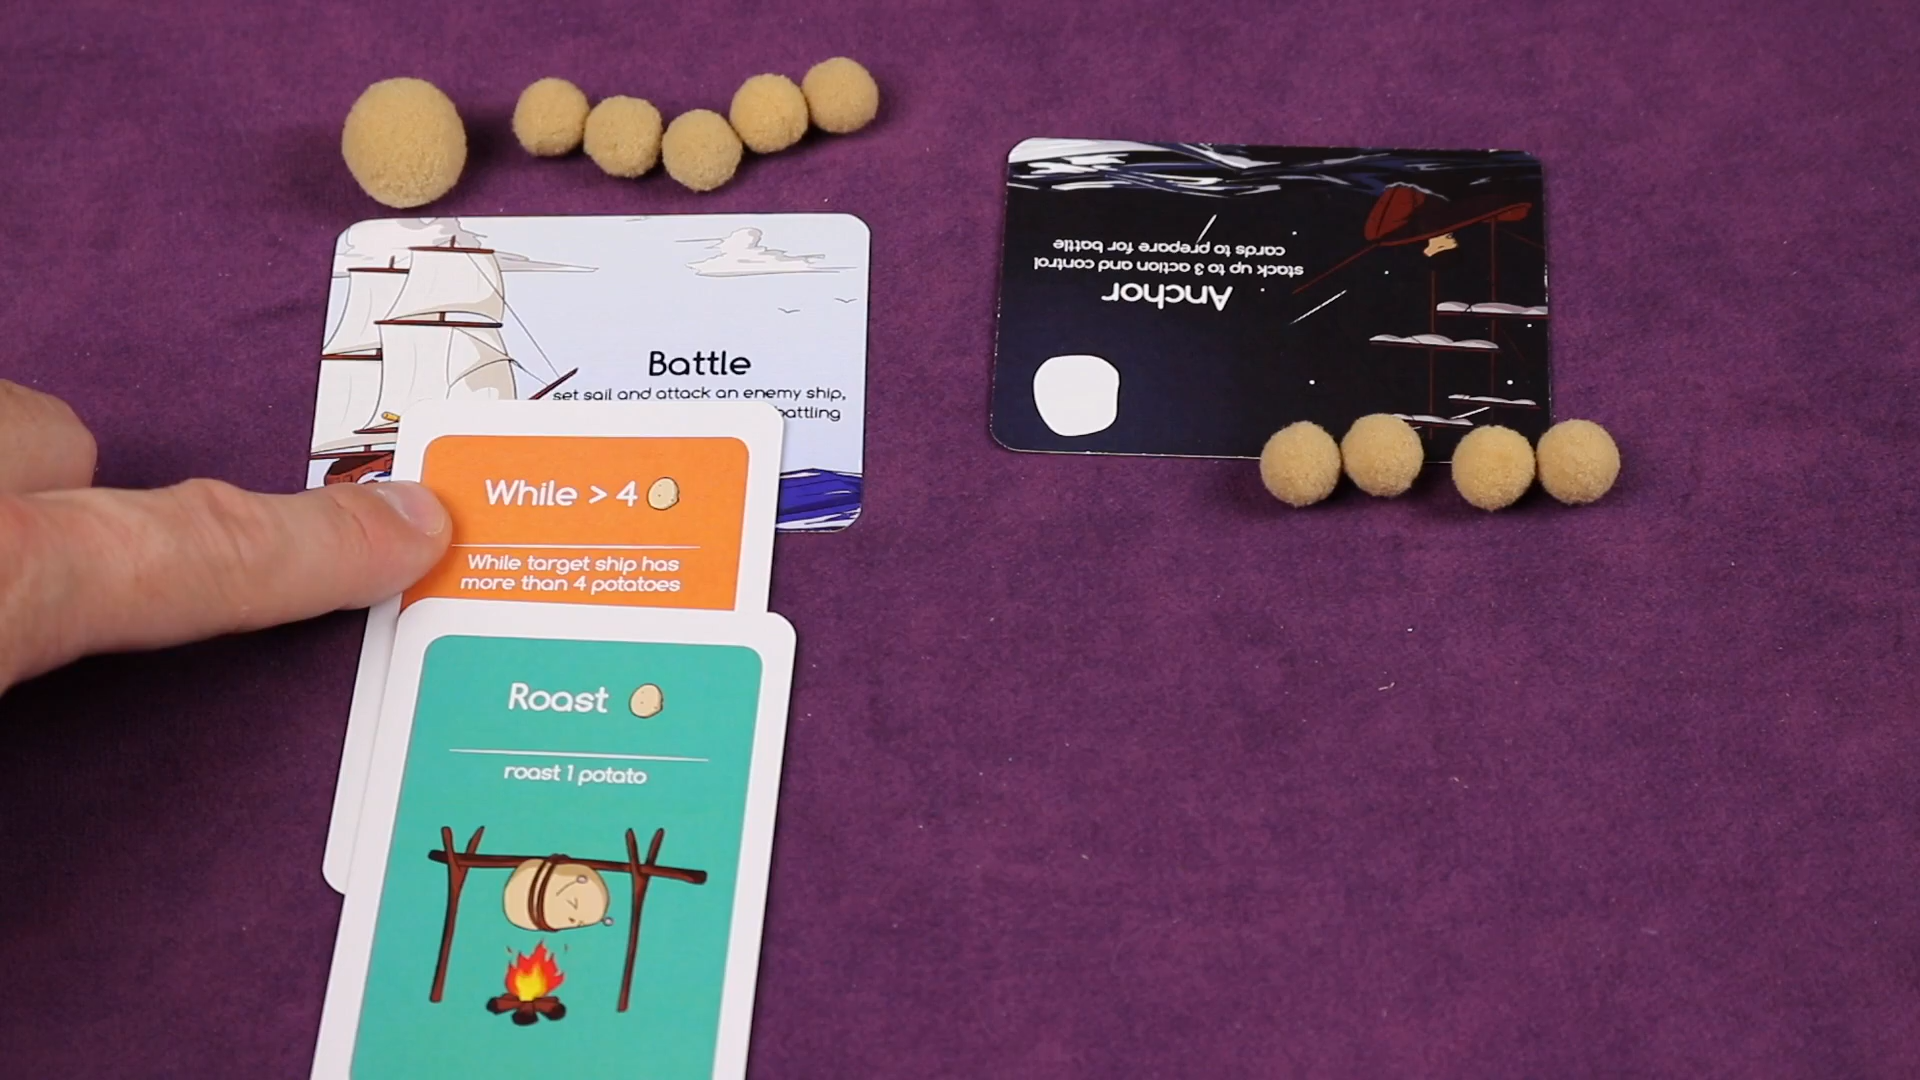 Battle
set sail and attack an enemy ship,
battling
While > 4
While target ship has
more than 4 potatoes
Roast
roast 1 potato
Anchor
stack up to 3 action and control
cards to prepare for battle